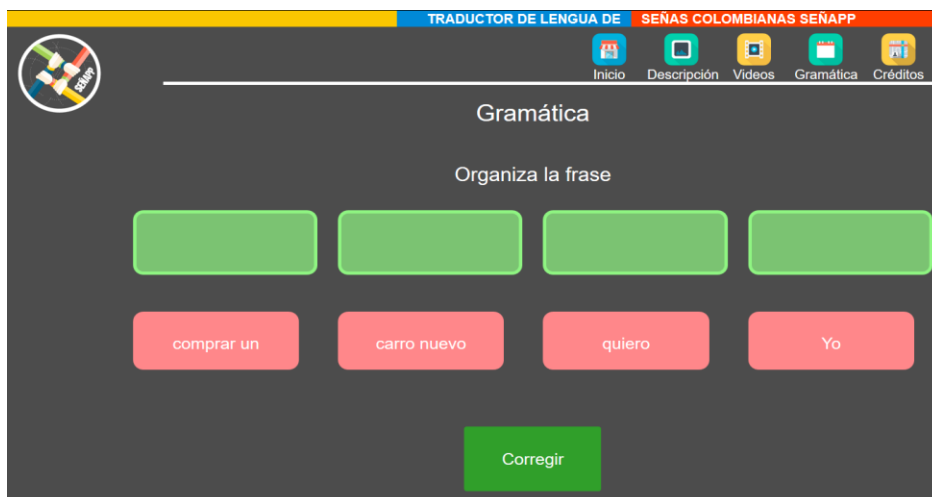 TRADUCTOR DE LENGUA DE SEÑAS COLOMBIANAS SEÑAPP
SEÑAPP
Inicio Descripción Videos Gramática Créditos
Gramática
Organiza la frase
comprar un carro nuevo quiero Yo
Corregir